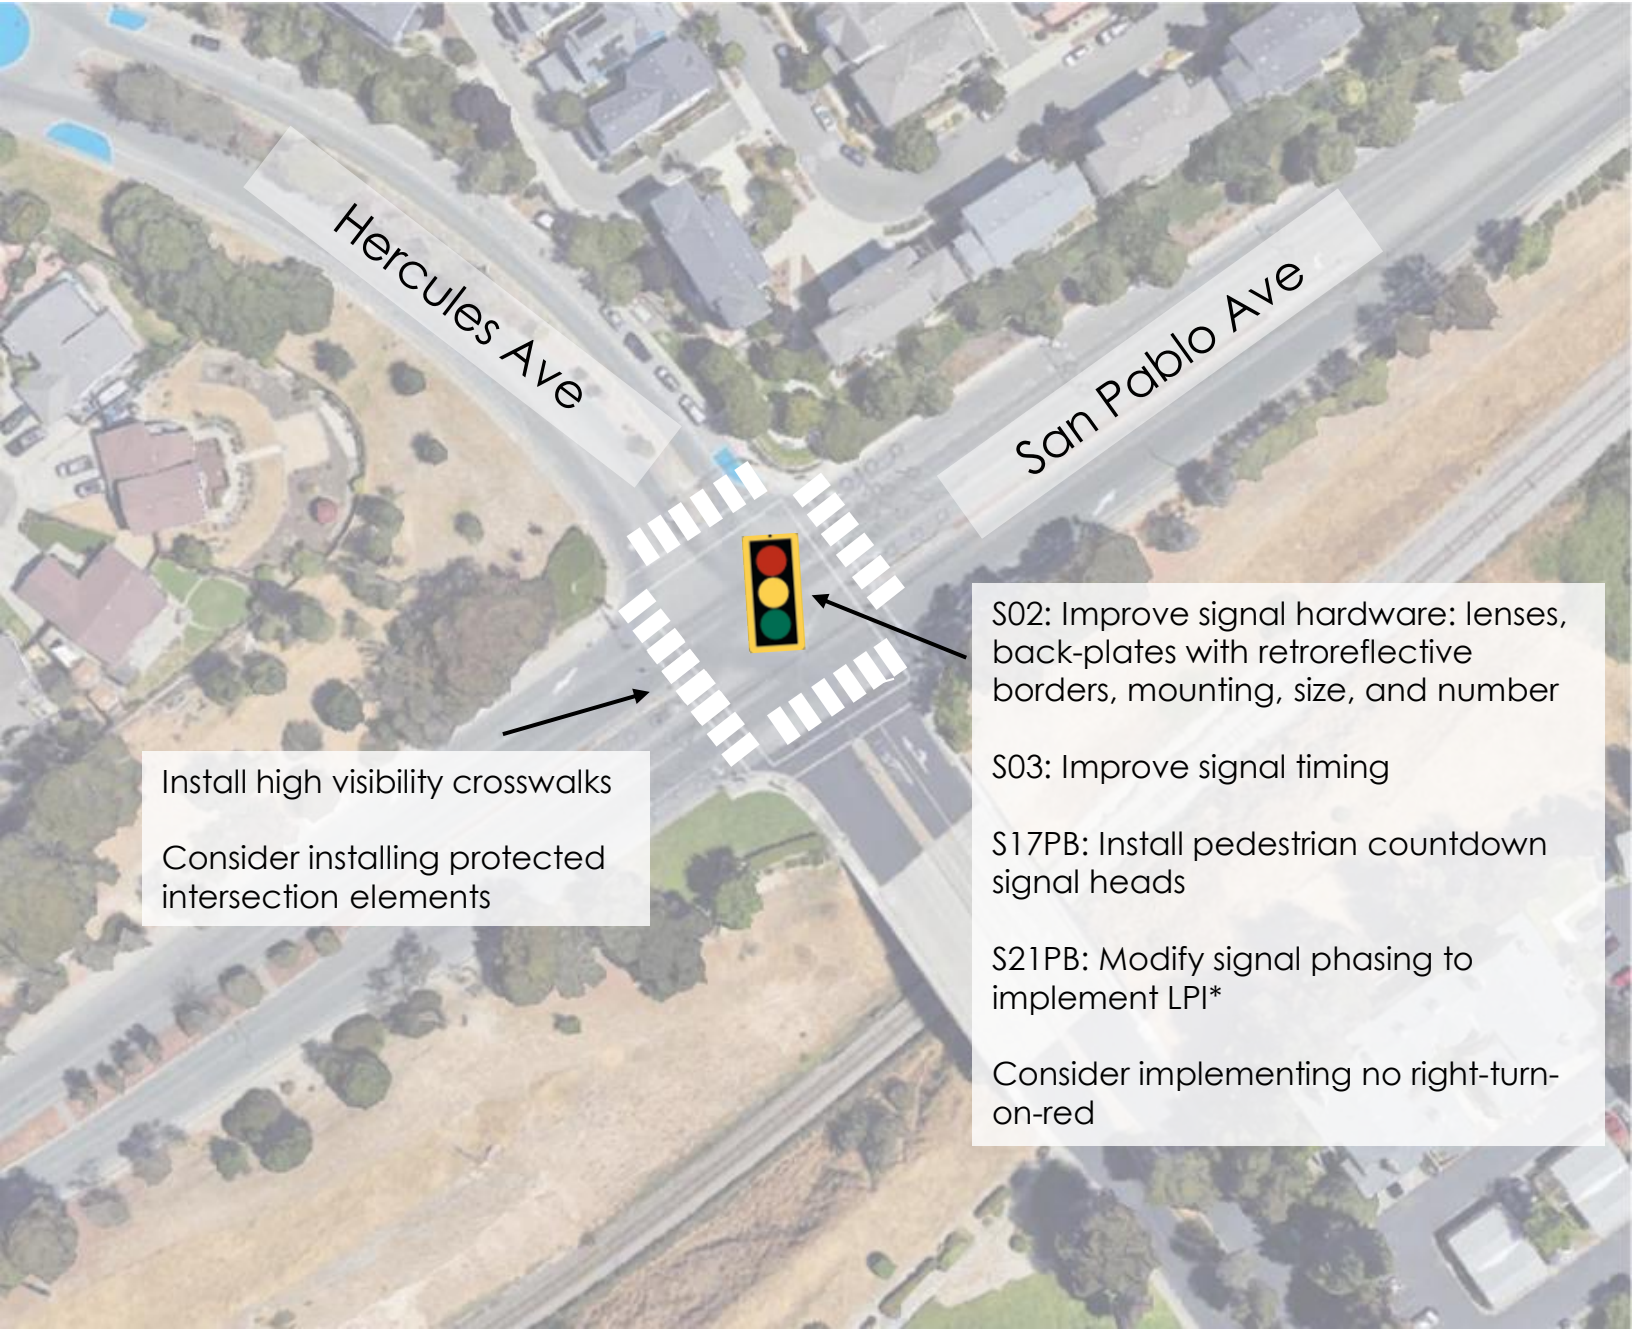 Hercules Ave
San Pablo Ave
Install high visibility crosswalks
Consider installing protected
intersection elements
S02: Improve signal hardware: lenses,
back-plates with retroreflective
borders, mounting, size, and number
S03: Improve signal timing
S17PB: Install pedestrian countdown
signal heads
S21PB: Modify signal phasing to
implement LPI*
Consider implementing no right-turn-
on-red